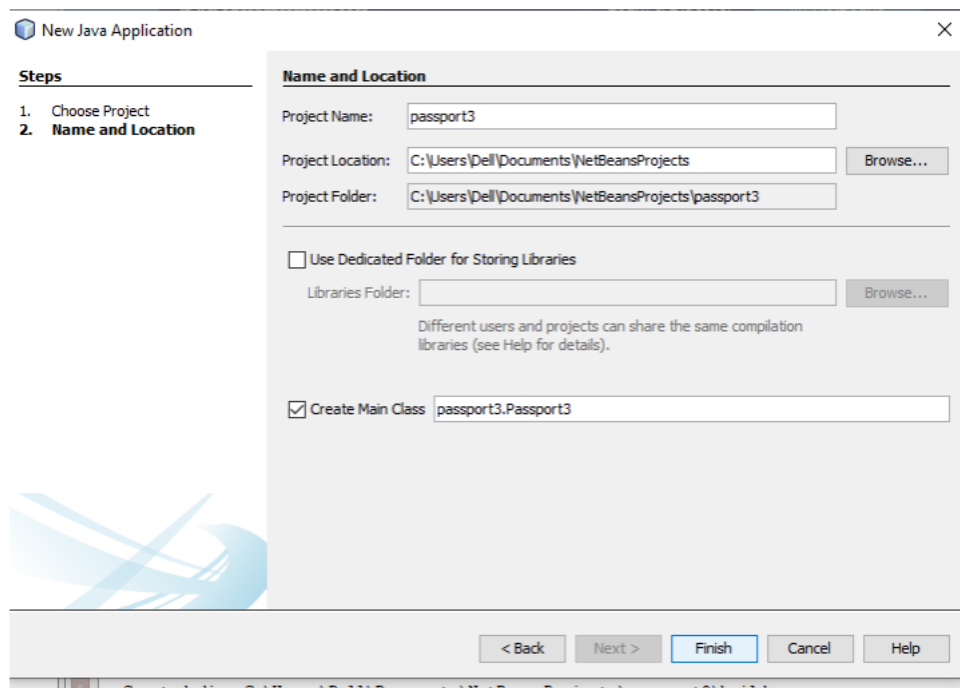 New Java Application
Steps
1. Choose Project
2. Name and Location
Name and Location
Project Name: passport3
Project Location: C:\Users\Dell\Documents\NetBeansProjects Browse...
Project Folder: C:\Users\Dell\Documents\NetBeansProjects\passport3
Use Dedicated Folder for Storing Libraries
Libraries Folder: Browse...
Different users and projects can share the same compilation
libraries (see Help for details).
Create Main Class passport3.Passport3
< Back Next > Finish Cancel Help